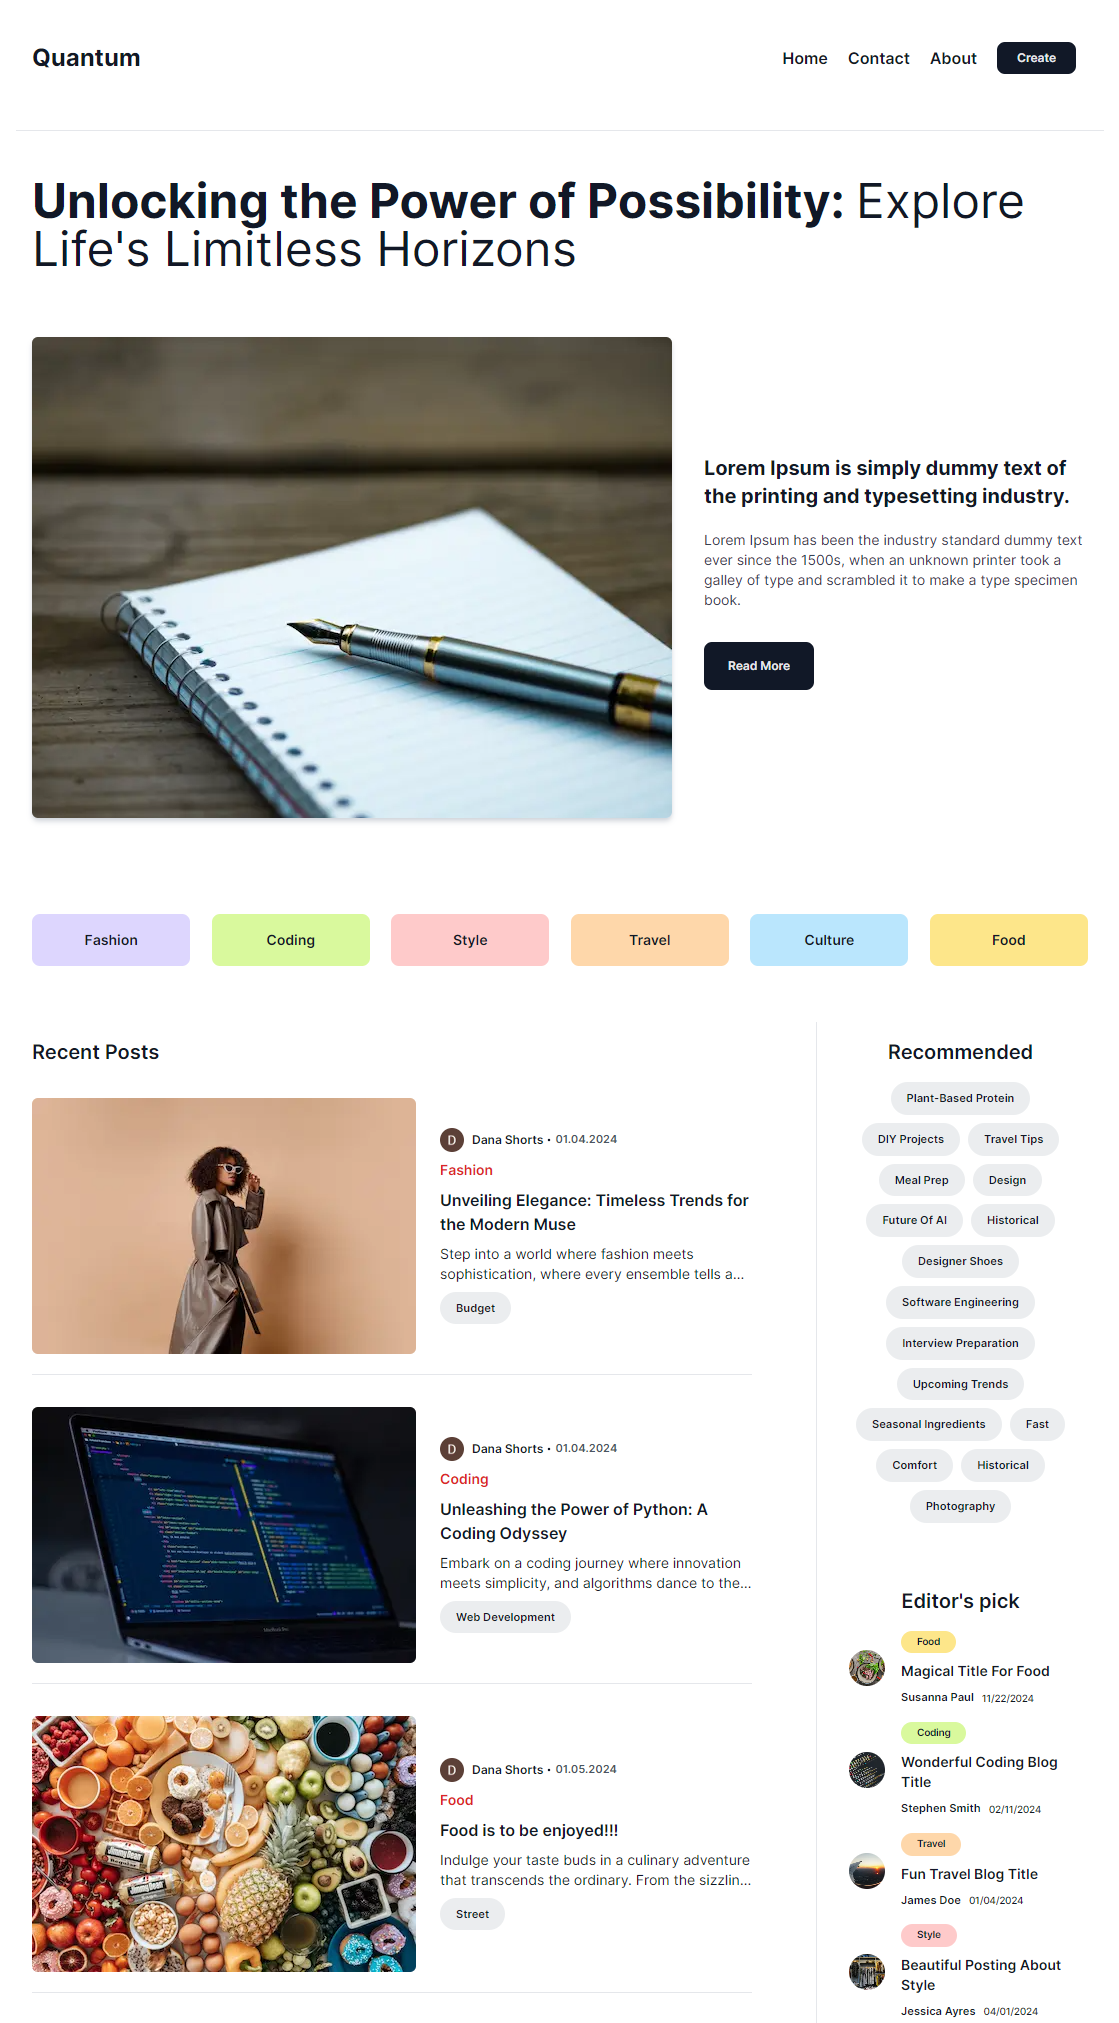 Quantum
Home Contact About Create
Unlocking the Power of Possibility: Explore
Life's Limitless Horizons
Lorem Ipsum is simply dummy text of
the printing and typesetting industry.
Lorem Ipsum has been the industry standard dummy text
ever since the 1500s, when an unknown printer took a
galley of type and scrambled it to make a type specimen
book.
Read More
Fashion Coding Style Travel Culture Food
Recent Posts
D Dana Shorts • 01.04.2024
Fashion
Unveiling Elegance: Timeless Trends for
the Modern Muse
Step into a world where fashion meets
sophistication, where every ensemble tells a...
Budget
D Dana Shorts • 01.04.2024
Coding
Unleashing the Power of Python: A
Coding Odyssey
Embark on a coding journey where innovation
meets simplicity, and algorithms dance to the...
Web Development
Jimmy Dean
D Dana Shorts • 01.05.2024
Food
Food is to be enjoyed!!!
Indulge your taste buds in a culinary adventure
that transcends the ordinary. From the sizzlin...
Street
Recommended
Plant-Based Protein
DIY Projects Travel Tips
Meal Prep Design
Future Of AI Historical
Designer Shoes
Software Engineering
Interview Preparation
Upcoming Trends
Seasonal Ingredients Fast
Comfort Historical
Photography
Editor's pick
Food
Magical Title For Food
Susanna Paul 11/22/2024
Coding
Wonderful Coding Blog
Title
Stephen Smith 02/11/2024
Travel
Fun Travel Blog Title
James Doe 01/04/2024
Style
Beautiful Posting About
Style
Jessica Ayres 04/01/2024